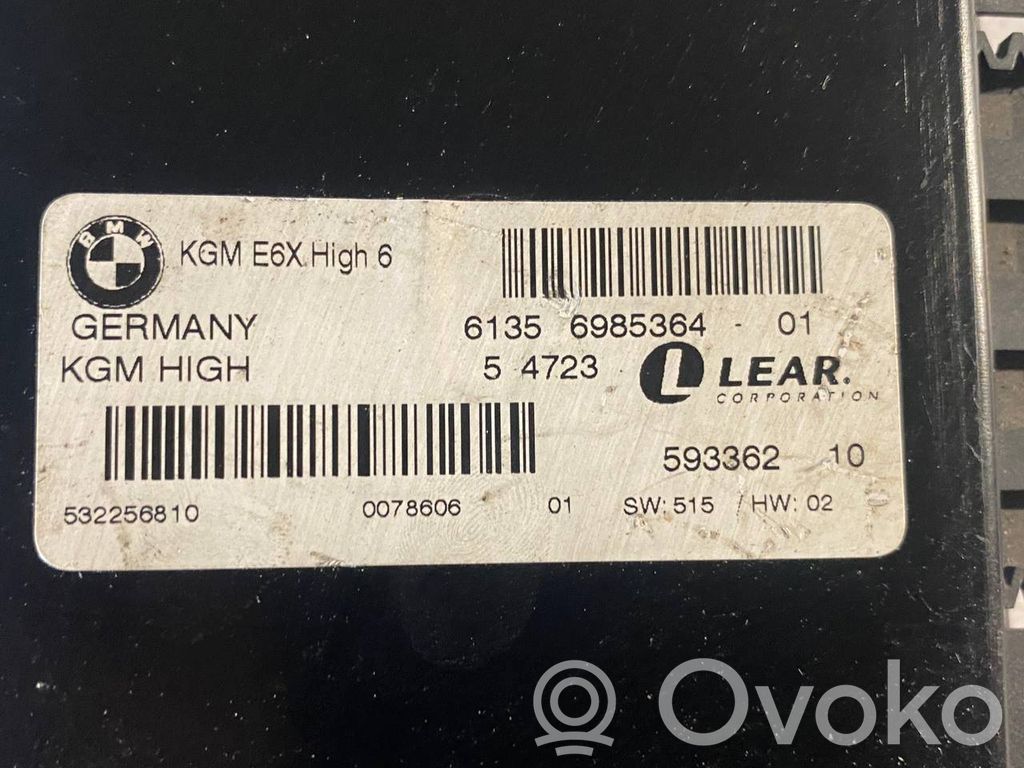 BMW
KGM E6X High 6
GERMANY 6135 6985364 - 01
KGM HIGH 5 4723 LEAR.
CORPORATION
593362 10
532256810 0078606 01 SW: 515 / HW: 02
Ovoko